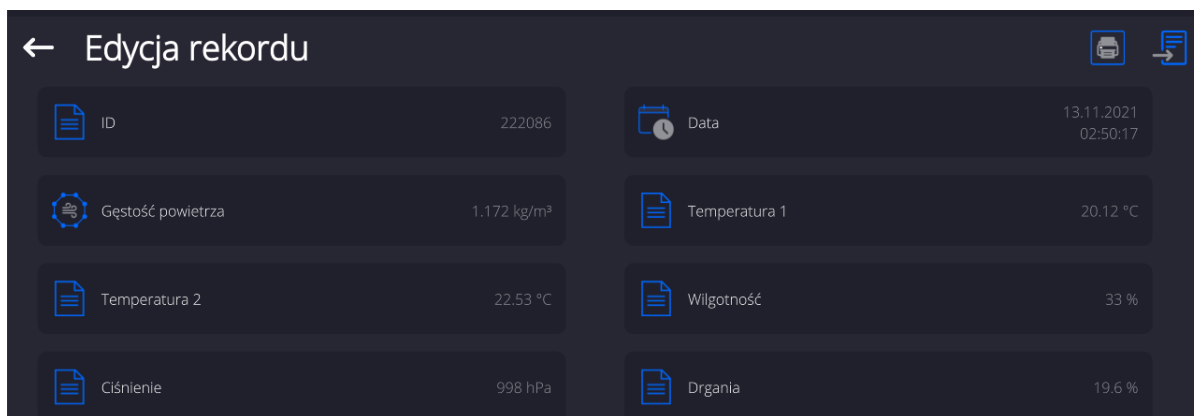 Edycja rekordu
ID 222086
Data 13.11.2021
02:50:17
Gęstość powietrza 1.172 kg/m³
Temperatura 1 20.12 °C
Temperatura 2 22.53 °C
Wilgotność 33 %
Ciśnienie 998 hPa
Drgania 19.6 %